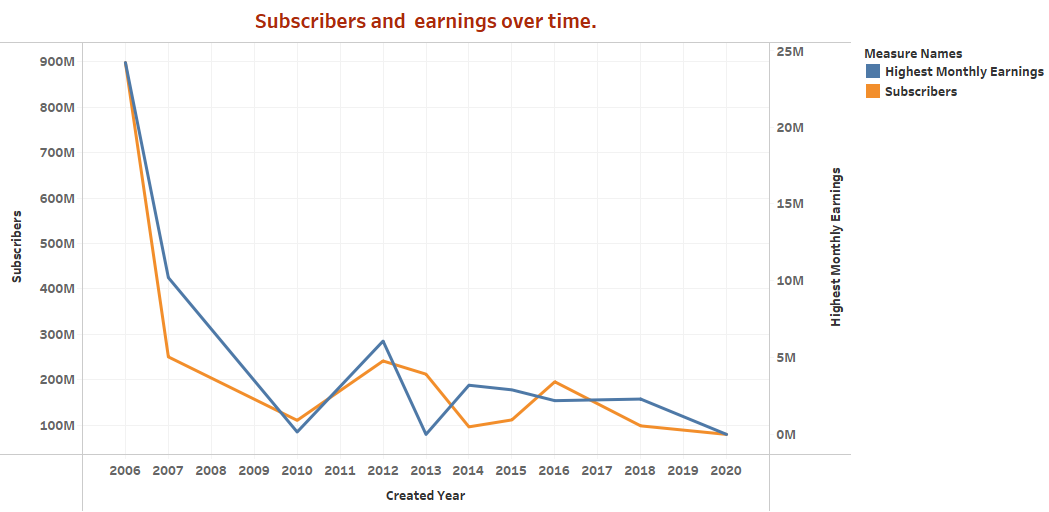 Subscribers and  earnings over time.
Measure Names
Highest Monthly Earnings
Subscribers
Subscribers
900M
800M
700M
600M
500M
400M
300M
200M
100M
25M
20M
15M
10M
5M
0M
Highest Monthly Earnings
2006 2007 2008 2009 2010 2011 2012 2013 2014 2015 2016 2017 2018 2019 2020
Created Year